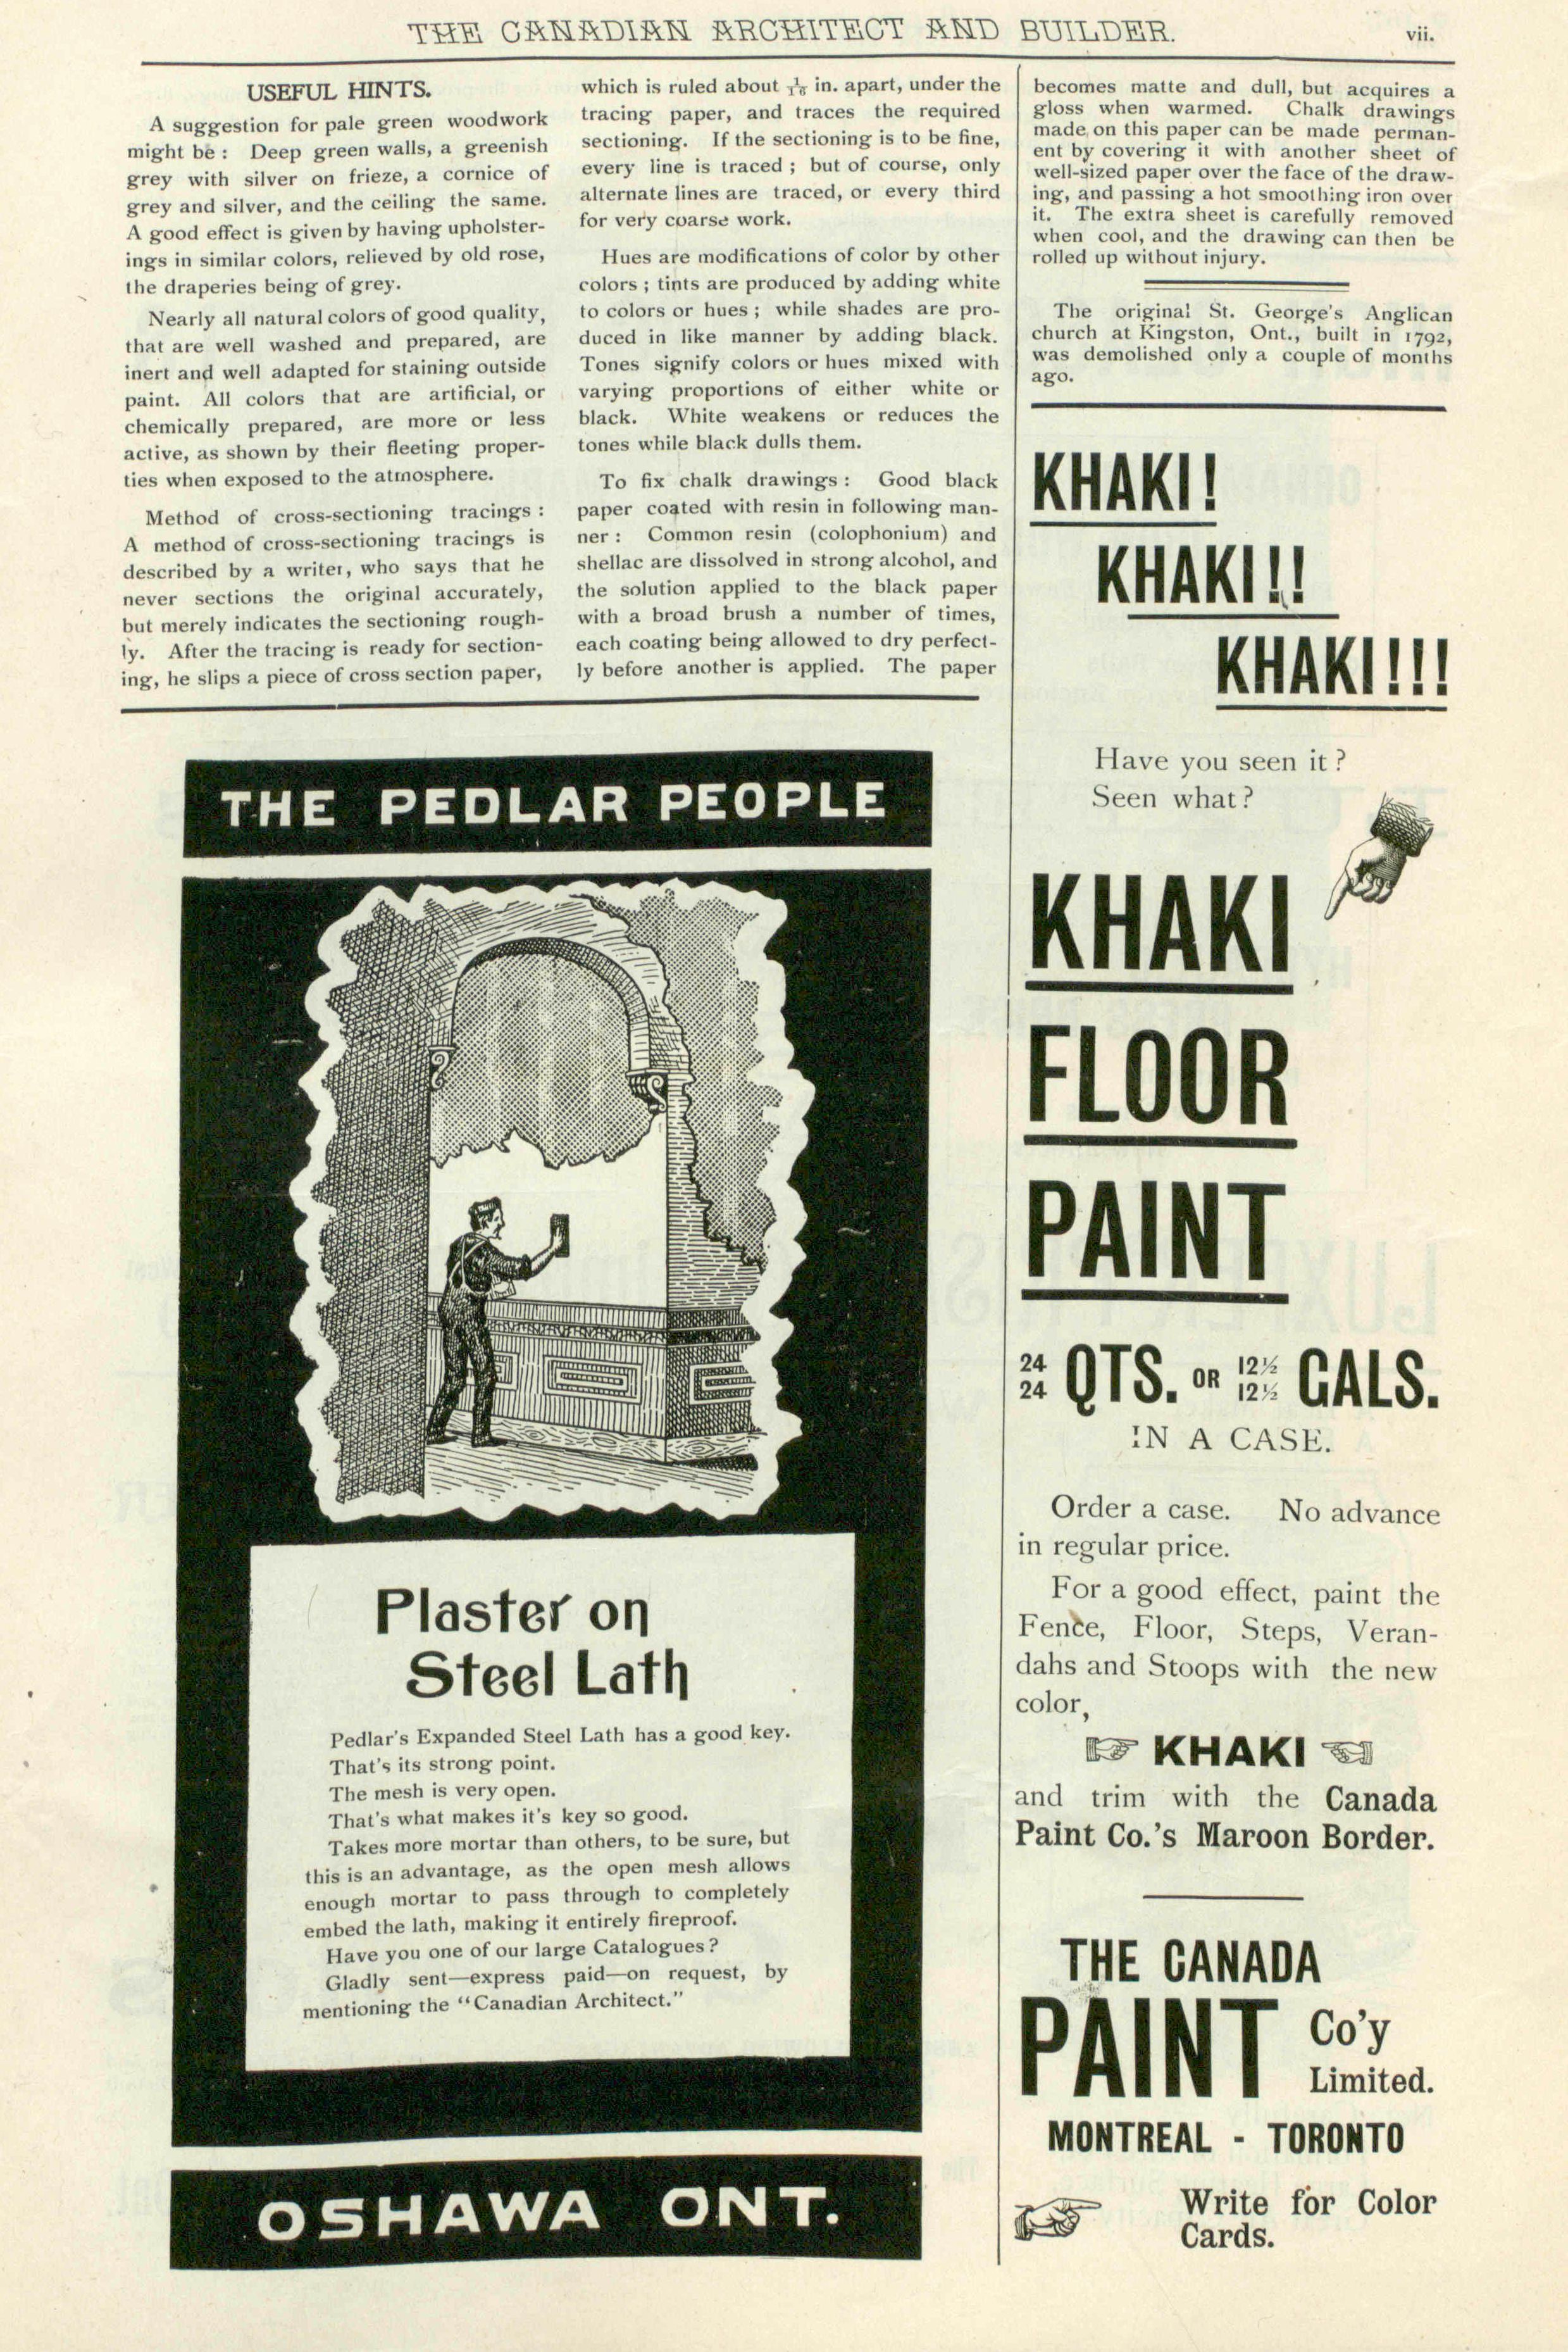 THE CANADIAN ARCHITECT AND BUILDER.
vii.
USEFUL HINTS.
A suggestion for pale green woodwork
might be : Deep green walls, a greenish
grey with silver on frieze, a cornice of
grey and silver, and the ceiling the same.
A good effect is given by having upholster-
ings in similar colors, relieved by old rose,
the draperies being of grey.
Nearly all natural colors of good quality,
that are well washed and prepared, are
inert and well adapted for staining outside
paint. All colors that are artificial, or
chemically prepared, are more or less
active, as shown by their fleeting proper-
ties when exposed to the atmosphere.
Method of cross-sectioning tracings :
A method of cross-sectioning tracings is
described by a writer, who says that he
never sections the original accurately,
but merely indicates the sectioning rough-
ly. After the tracing is ready for section-
ing, he slips a piece of cross section paper,
which is ruled about 1/16 in. apart, under the
tracing paper, and traces the required
sectioning. If the sectioning is to be fine,
every line is traced ; but of course, only
alternate lines are traced, or every third
for very coarse work.
Hues are modifications of color by other
colors ; tints are produced by adding white
to colors or hues ; while shades are pro-
duced in like manner by adding black.
Tones signify colors or hues mixed with
varying proportions of either white or
black. White weakens or reduces the
tones while black dulls them.
To fix chalk drawings : Good black
paper coated with resin in following man-
ner : Common resin (colophonium) and
shellac are dissolved in strong alcohol, and
the solution applied to the black paper
with a broad brush a number of times,
each coating being allowed to dry perfect-
ly before another is applied. The paper
becomes matte and dull, but acquires a
gloss when warmed. Chalk drawings
made on this paper can be made perman-
ent by covering it with another sheet of
well-sized paper over the face of the draw-
ing, and passing a hot smoothing iron over
it. The extra sheet is carefully removed
when cool, and the drawing can then be
rolled up without injury.
The original St. George's Anglican
church at Kingston, Ont., built in 1792,
was demolished only a couple of months
ago.
THE PEDLAR PEOPLE
Plaster on
Steel Lath
Pedlar's Expanded Steel Lath has a good key.
That's its strong point.
The mesh is very open.
That's what makes it's key so good.
Takes more mortar than others, to be sure, but
this is an advantage, as the open mesh allows
enough mortar to pass through to completely
embed the lath, making it entirely fireproof.
Have you one of our large Catalogues?
Gladly sent—express paid—on request, by
mentioning the "Canadian Architect."
OSHAWA ONT.
KHAKI!
KHAKI!!
KHAKI!!!
Have you seen it?
Seen what?
KHAKI
FLOOR
PAINT
24/24 QTS. OR 12½/12½ GALS.
IN A CASE.
Order a case. No advance
in regular price.
For a good effect, paint the
Fence, Floor, Steps, Veran-
dahs and Stoops with the new
color,
☞ KHAKI ☜
and trim with the Canada
Paint Co.'s Maroon Border.
THE CANADA
PAINT Co'y
Limited.
MONTREAL - TORONTO
☞ Write for Color
Cards.